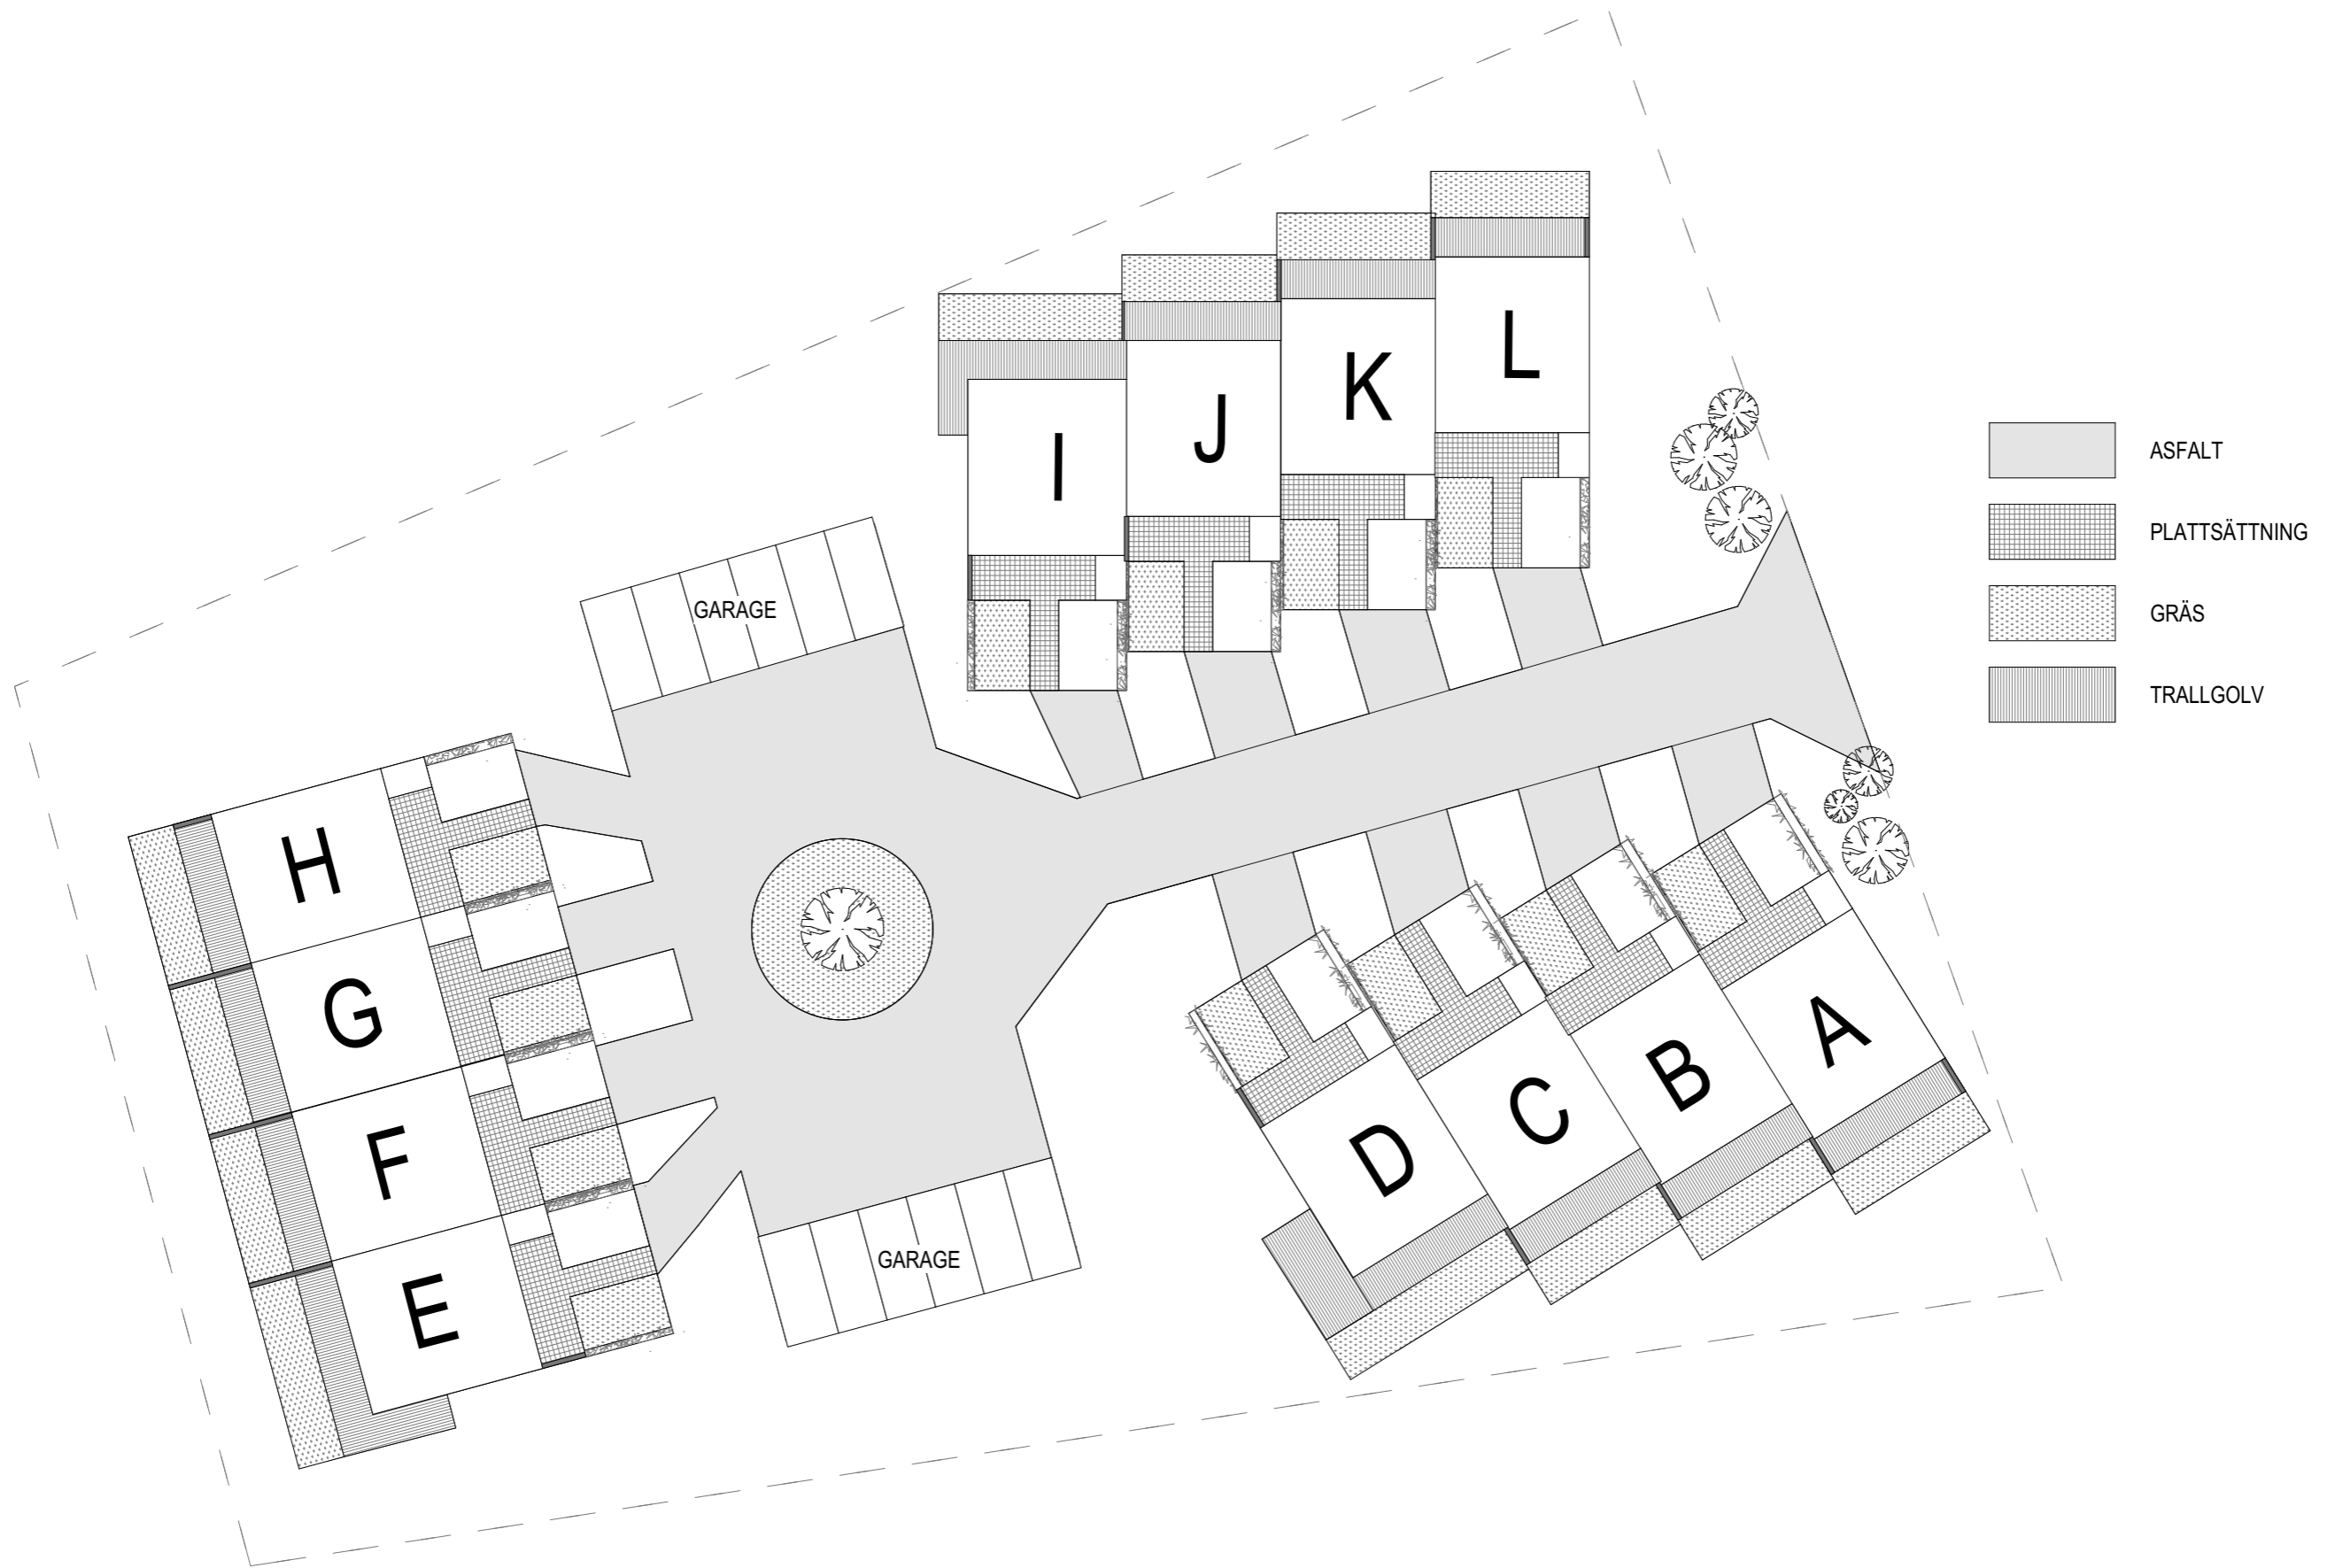 L
K
J
I
ASFALT
PLATTSÄTTNING
GRÄS
TRALLGOLV
GARAGE
H
G
F
E
A
B
C
D
GARAGE